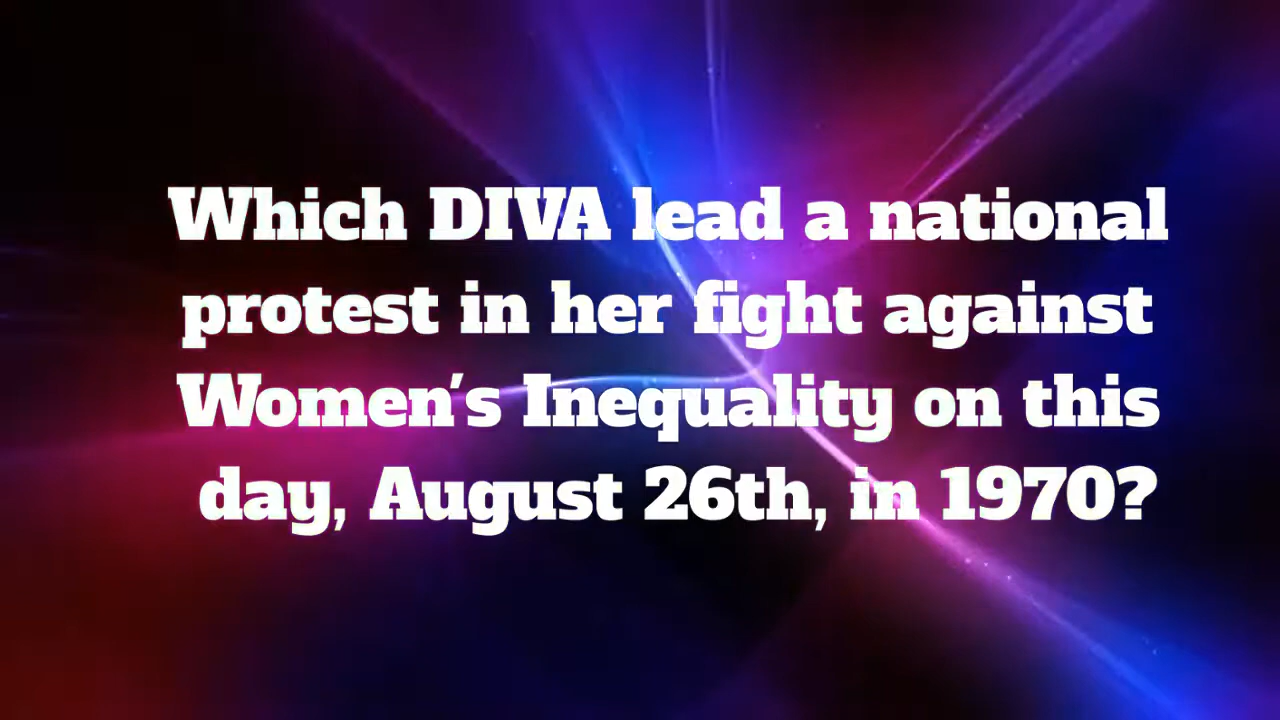 Which DIVA lead a national
protest in her fight against
Women's Inequality on this
day, August 26th, in 1970?